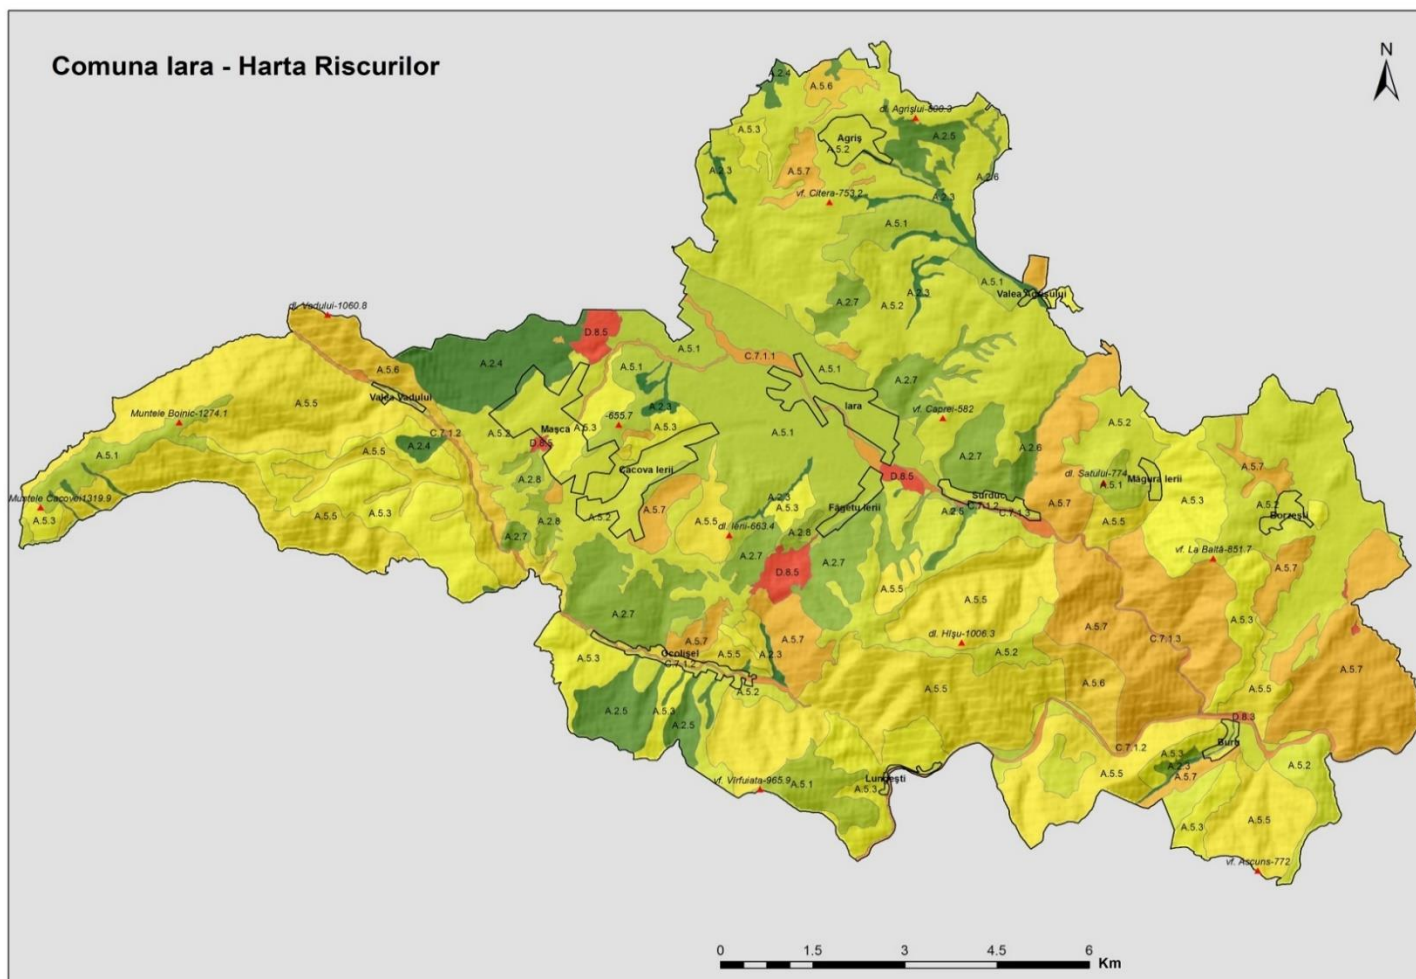 Comuna Iara - Harta Riscurilor
N
A.2.4
A.5.6
dl. Agrişlui-899.3
A.5.3
Agriş
A.2.5
A.5.2
A.2.3
A.5.7
A.2.6
vf. Citera-753.2
A.2.3
A.5.1
A.5.1
A.2.3
Valea Agrişului
dl. Vadului-1060.8
A.2.7
A.5.2
D.8.5
A.5.1
C.7.1.1
A.2.4
A.5.1
A.5.1
A.5.6
A.2.7
Valea Vadului
A.5.5
Iara
A.2.3
Muntele Boinic-1274.1
-655.7
vf. Caprei-582
A.5.2
Maşca
A.5.3
A.5.3
A.5.1
C.7.1.2
D.8.5
A.2.4
A.2.6
A.5.5
A.5.1
A.2.7
Cacova Ierii
dl. Satului-774
Măgura Ierii
A.5.7
A.2.8
D.8.5
A.5.1
Muntele Cacovei1319.9
A.2.3
Surduc
A.5.3
A.5.2
A.5.3
A.5.7
A.5.3
C.7.1.2
C.7.1.3
A.5.7
Făgetu Ierii
A.2.5
Borzeşti
A.5.3
A.5.5
A.5.2
A.2.8
A.5.5
dl. Ierii-663.4
A.2.8
A.5.5
A.2.7
A.2.7
A.2.7
vf. La Baltă-851.7
D.8.5
A.5.7
A.5.5
A.5.5
A.2.7
A.5.3
A.5.7
C.7.1.3
A.5.7
A.5.7
dl. Hîşu-1006.3
Ocolişel
A.5.5
A.2.3
A.5.2
A.5.3
C.7.1.2
A.5.7
A.5.6
A.5.2
A.5.5
A.5.5
A.2.5
A.5.3
D.8.3
A.2.5
Buru
C.7.1.2
A.5.3
A.5.2
A.2.3
A.5.5
A.5.7
vf. Vîrfuiata-965.9
Lungeşti
A.5.1
A.5.3
A.5.5
A.5.3
vf. Ascuns-772
0 1.5 3 4.5 6
Km